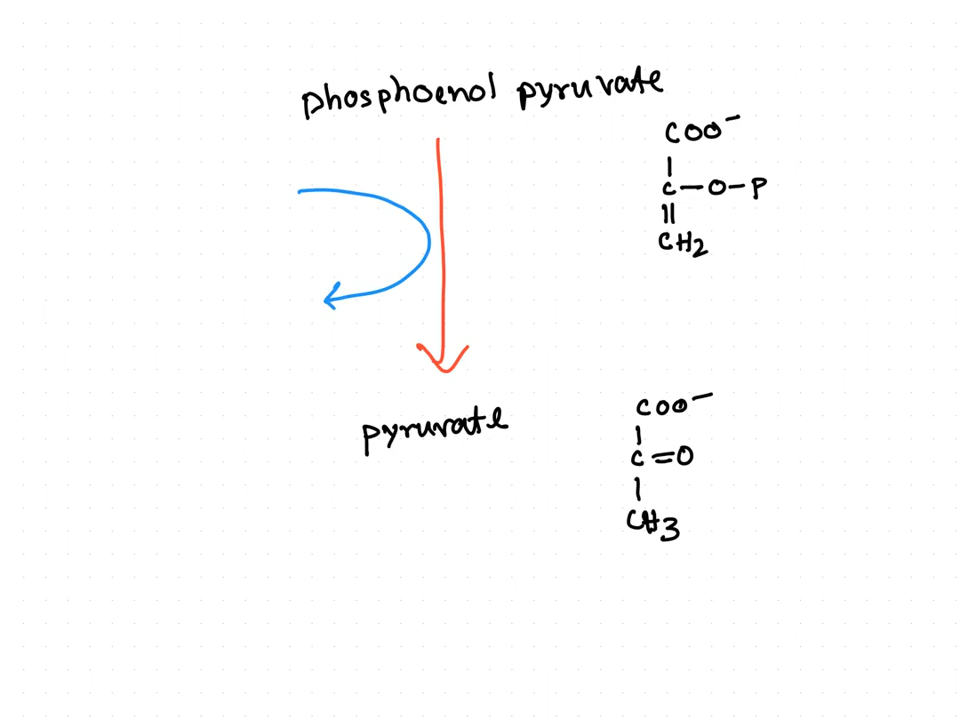 phosphoenol pyruvate
COO⁻
|
C—O—P
||
CH2
pyruvate
COO⁻
|
C=O
|
CH3